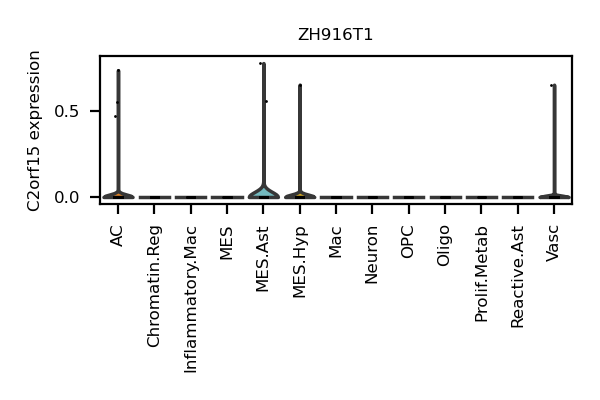 ZH916T1
C2orf15 expression
0.5
0.0
AC
Chromatin.Reg
Inflammatory.Mac
MES
MES.Ast
MES.Hyp
Mac
Neuron
OPC
Oligo
Prolif.Metab
Reactive.Ast
Vasc